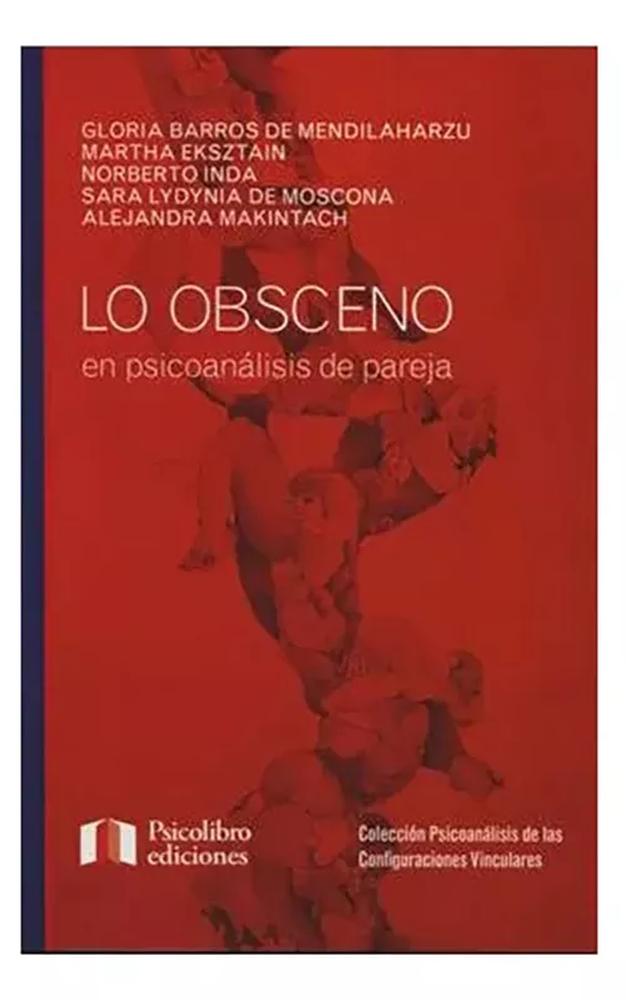 GLORIA BARROS DE MENDILAHARZU
MARTHA EKSZTAIN
NORBERTO INDA
SARA LYDYNIA DE MOSCONA
ALEJANDRA MAKINTACH
LO OBSCENO
en psicoanálisis de pareja
Psicolibro
ediciones
Colección Psicoanálisis de las
Configuraciones Vinculares